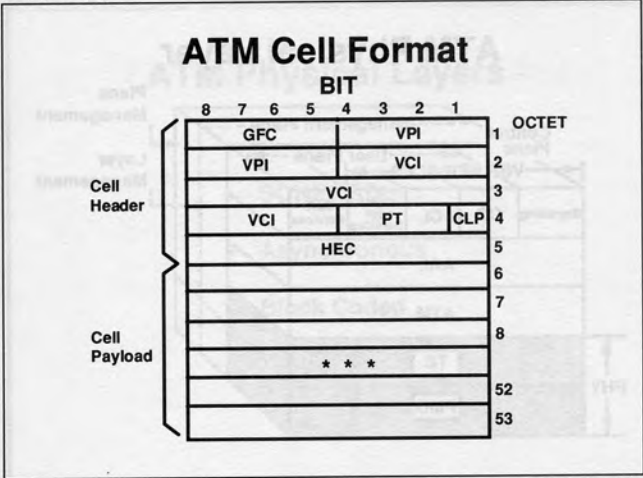 ATM Cell Format
BIT
8 7 6 5 4 3 2 1
OCTET
GFC VPI 1
VPI VCI 2
VCI 3
Cell Header
VCI PT CLP 4
HEC 5
6
7
8
Cell Payload
* * *
52
53